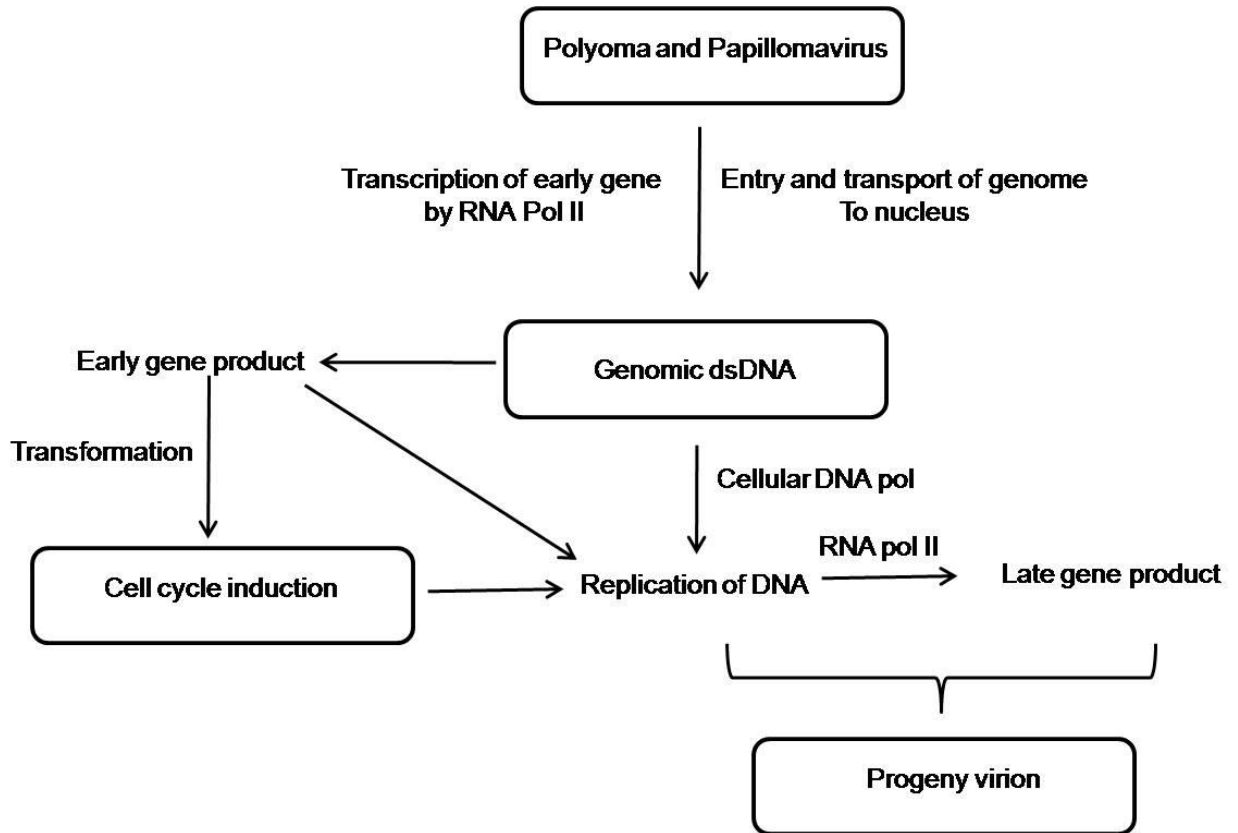 Polyoma and Papillomavirus
Transcription of early gene
by RNA Pol II
Entry and transport of genome
To nucleus
Early gene product
Genomic dsDNA
Transformation
Cellular DNA pol
RNA pol II
Cell cycle induction
Replication of DNA
Late gene product
Progeny virion